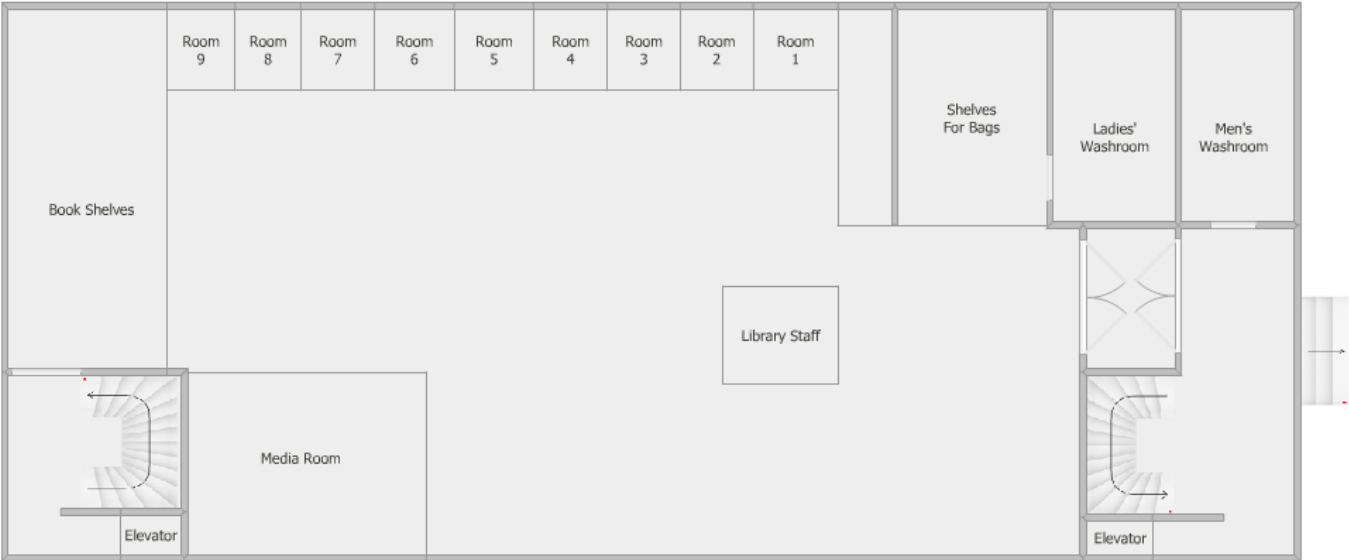 Room
9
Room
8
Room
7
Room
6
Room
5
Room
4
Room
3
Room
2
Room
1
Shelves
For Bags
Ladies'
Washroom
Men's
Washroom
Book Shelves
Library Staff
Media Room
Elevator
Elevator